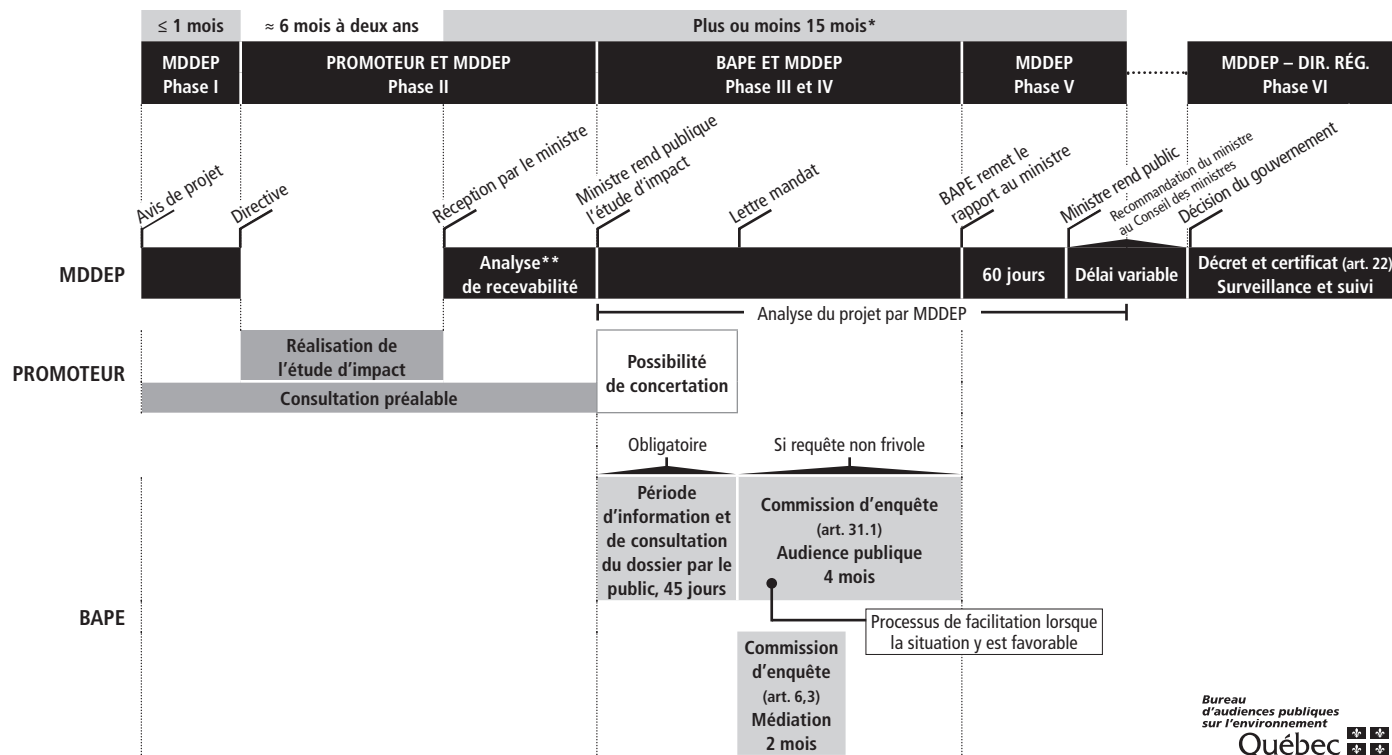 ≤ 1 mois
≈ 6 mois à deux ans
Plus ou moins 15 mois*
MDDEP
Phase I
PROMOTEUR ET MDDEP
Phase II
BAPE ET MDDEP
Phase III et IV
MDDEP
Phase V
MDDEP – DIR. RÉG.
Phase VI
Avis de projet
Directive
Réception par le ministre
Ministre rend publique
l'étude d'impact
Lettre mandat
BAPE remet le
rapport au ministre
Ministre rend public
Recommandation du ministre
au Conseil des ministres
Décision du gouvernement
MDDEP
Analyse**
de recevabilité
60 jours
Délai variable
Décret et certificat (art. 22)
Surveillance et suivi
Analyse du projet par MDDEP
PROMOTEUR
Réalisation de
l'étude d'impact
Possibilité
de concertation
Consultation préalable
Obligatoire
Si requête non frivole
BAPE
Période
d'information et
de consultation
du dossier par le
public, 45 jours
Commission d'enquête
(art. 31.1)
Audience publique
4 mois
Processus de facilitation lorsque
la situation y est favorable
Commission
d'enquête
(art. 6,3)
Médiation
2 mois
Bureau
d'audiences publiques
sur l'environnement
Québec